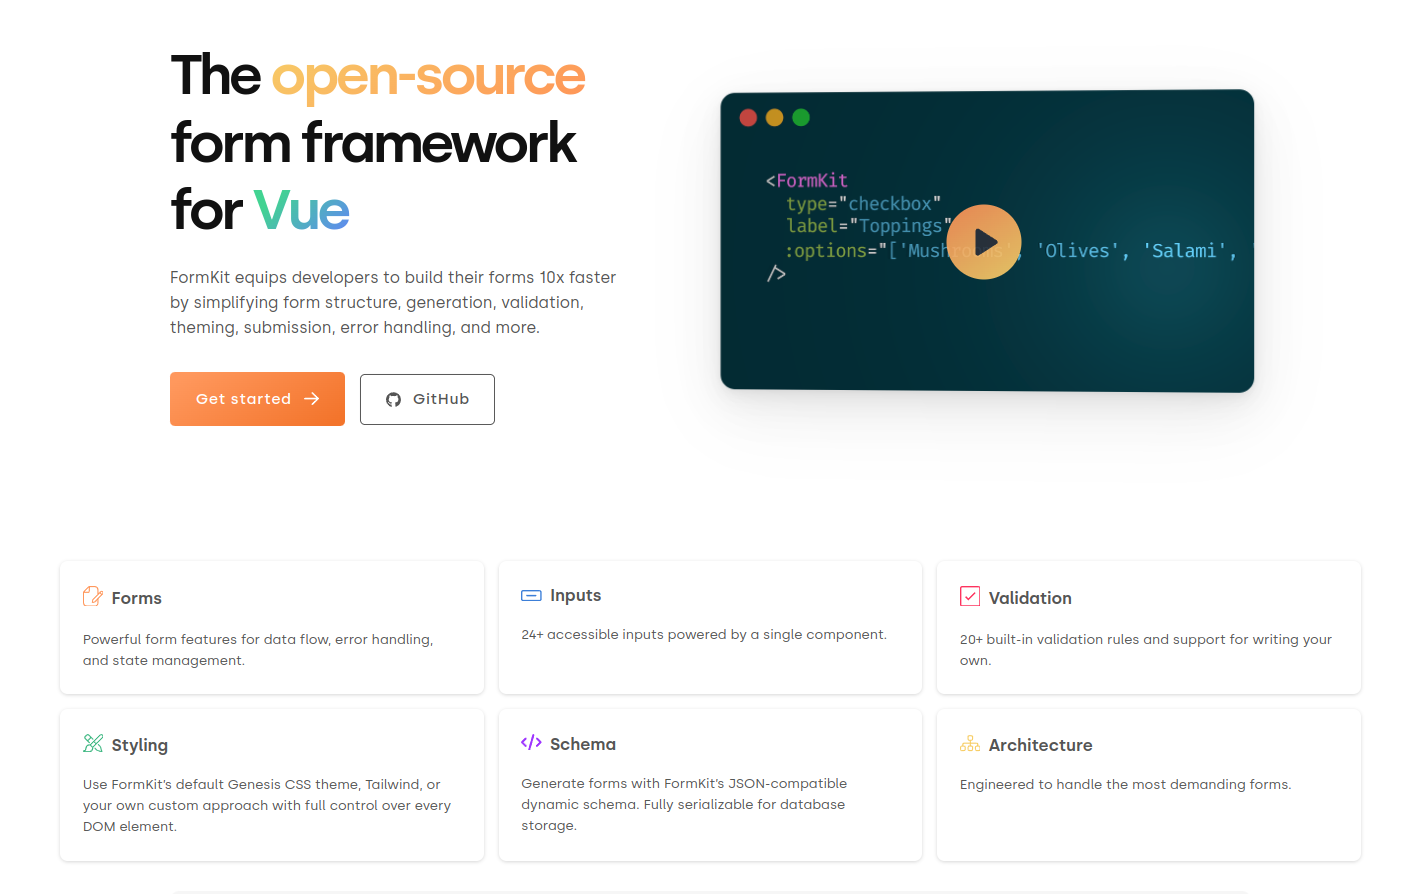 The open-source
form framework
for Vue
FormKit equips developers to build their forms 10x faster
by simplifying form structure, generation, validation,
theming, submission, error handling, and more.
Get started
GitHub
<FormKit
type="checkbox"
label="Toppings"
:options="['Mushrooms', 'Olives', 'Salami', '
/>
Forms
Powerful form features for data flow, error handling,
and state management.
Inputs
24+ accessible inputs powered by a single component.
Validation
20+ built-in validation rules and support for writing your
own.
Styling
Use FormKit's default Genesis CSS theme, Tailwind, or
your own custom approach with full control over every
DOM element.
Schema
Generate forms with FormKit's JSON-compatible
dynamic schema. Fully serializable for database
storage.
Architecture
Engineered to handle the most demanding forms.